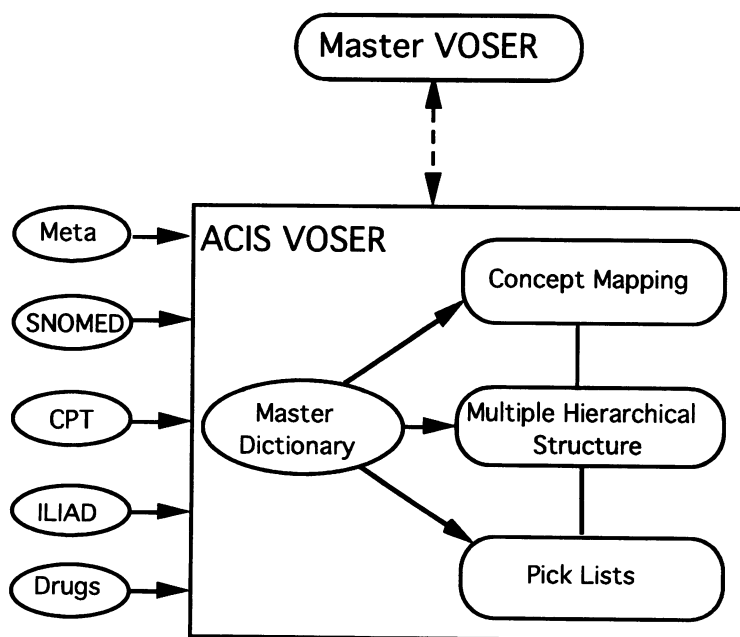 Master VOSER
ACIS VOSER
Meta
SNOMED
CPT
ILIAD
Drugs
Master
Dictionary
Concept Mapping
Multiple Hierarchical
Structure
Pick Lists